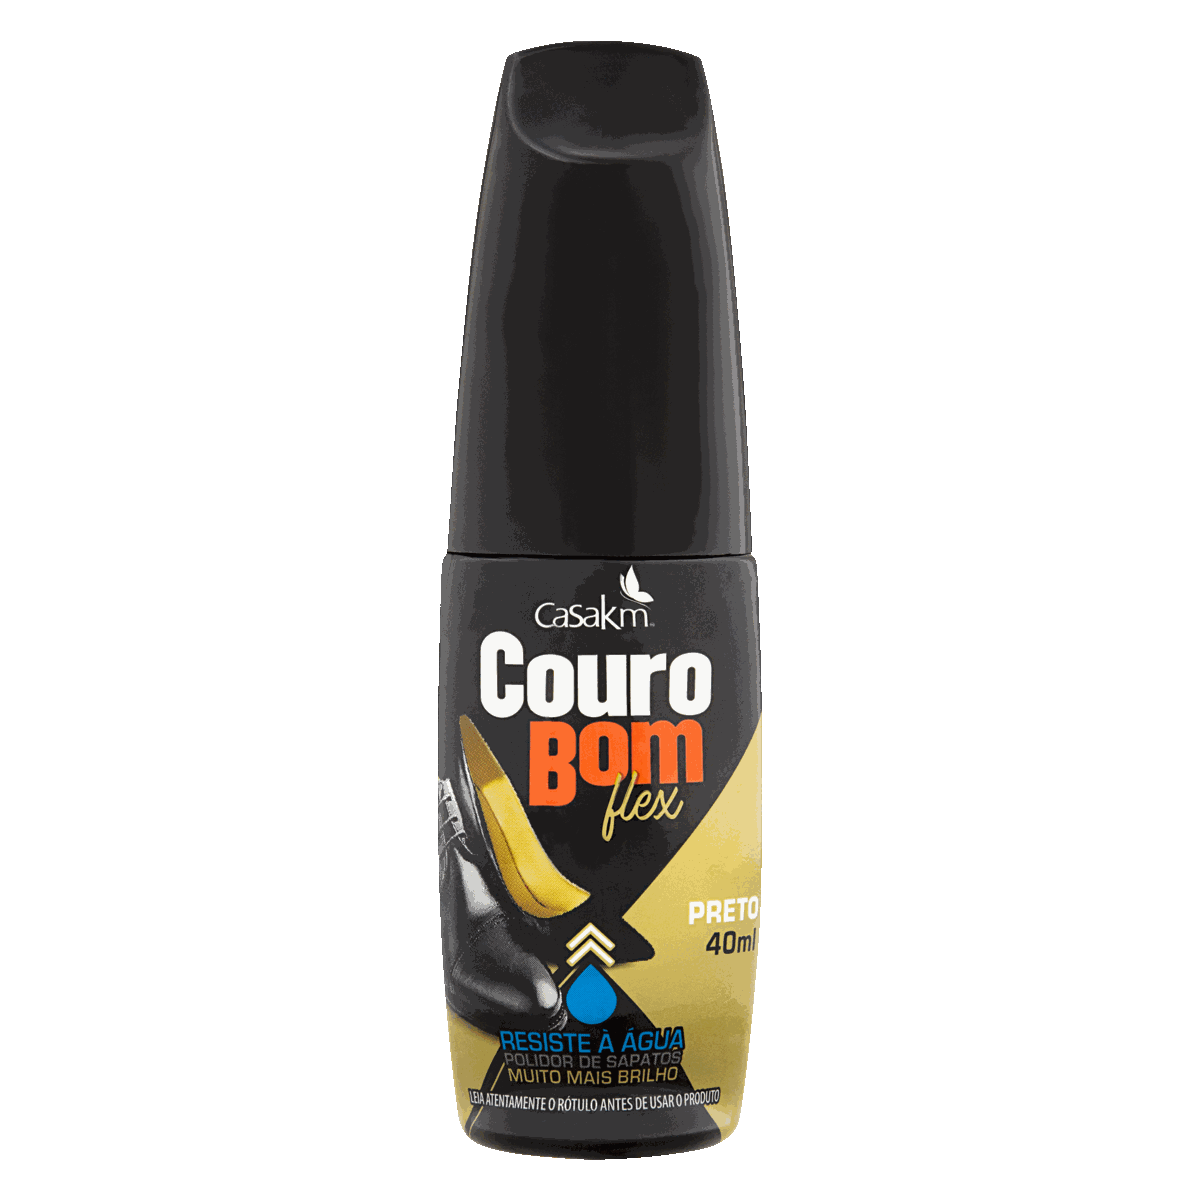 casakm
Couro
Bom
flex
PRETO
40ml
RESISTE À ÁGUA
POLIDOR DE SAPATOS
MUITO MAIS BRILHO
LEIA ATENTAMENTE O RÓTULO ANTES DE USAR O PRODUTO